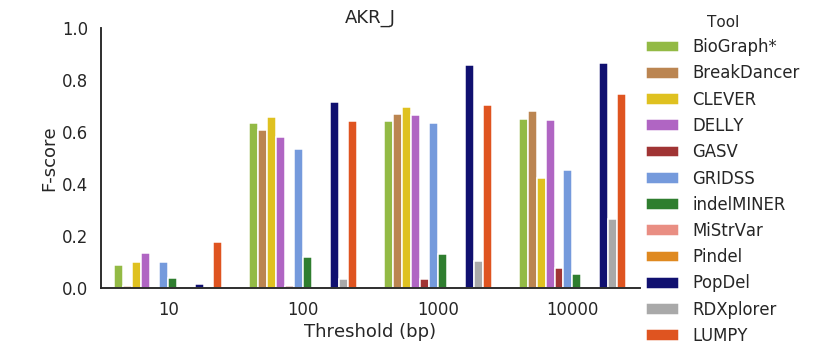 AKR_J
F-score
1.0
0.8
0.6
0.4
0.2
0.0
10 100 1000 10000
Threshold (bp)
Tool
BioGraph*
BreakDancer
CLEVER
DELLY
GASV
GRIDSS
indelMINER
MiStrVar
Pindel
PopDel
RDXplorer
LUMPY